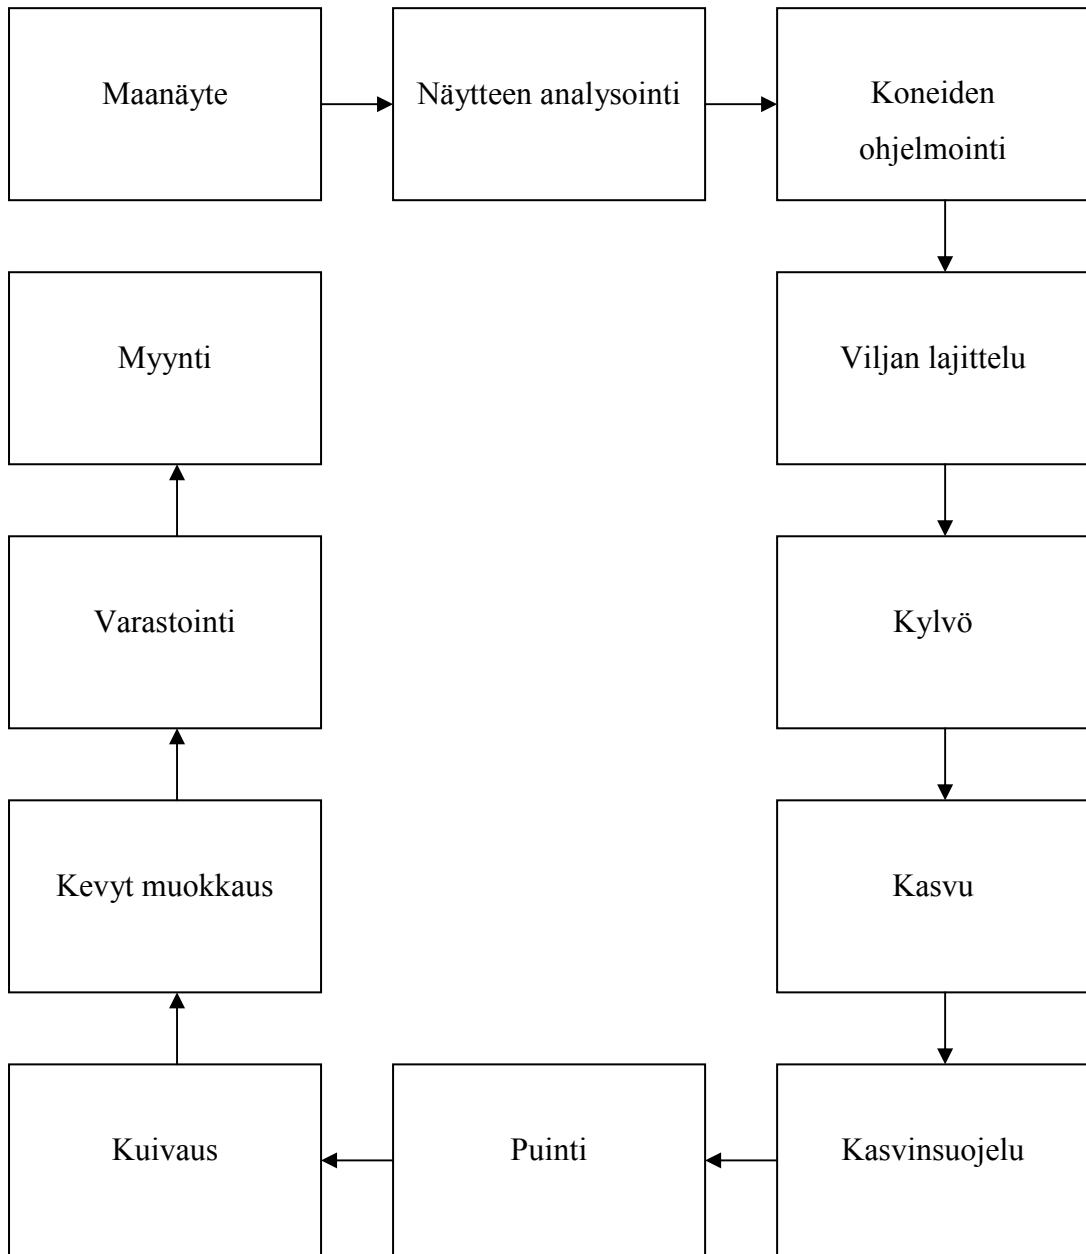 Maanäyte
Näytteen analysointi
Koneiden
ohjelmointi
Viljan lajittelu
Kylvö
Kasvu
Kasvinsuojelu
Puinti
Kuivaus
Kevyt muokkaus
Varastointi
Myynti